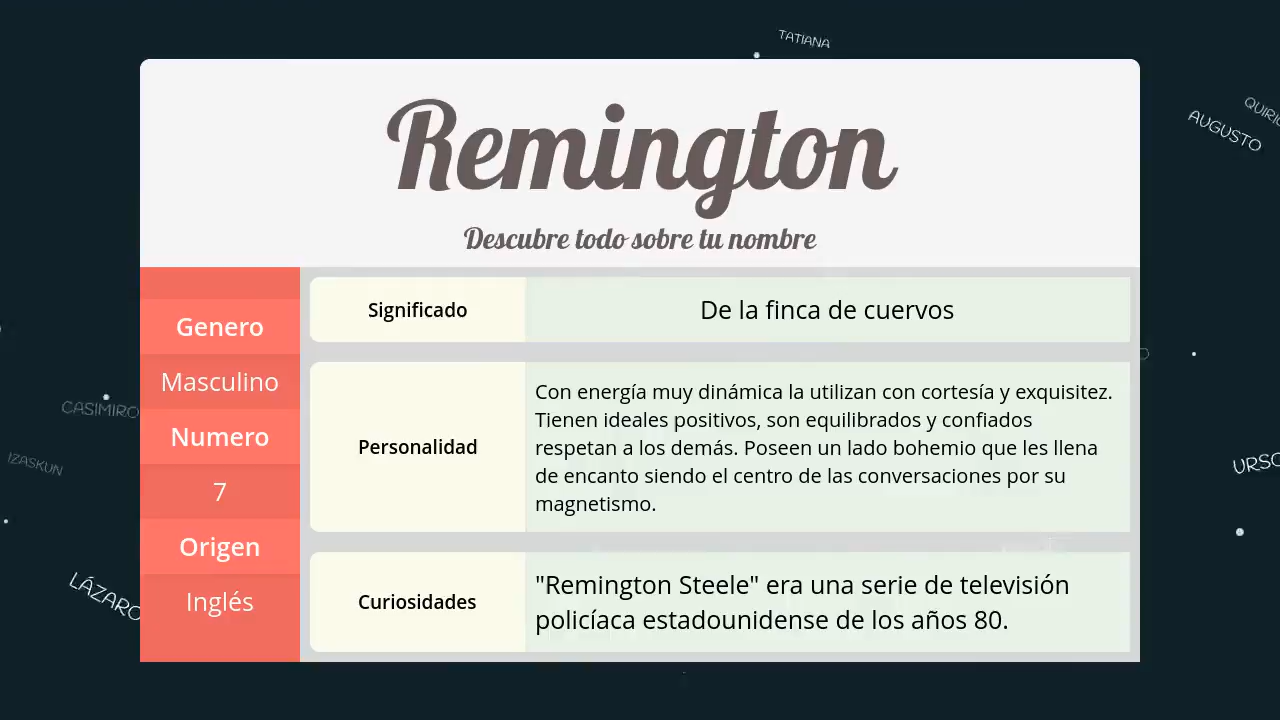 TATIANA
AUGUSTO
Remington
Descubre todo sobre tu nombre
Genero
Masculino
Numero
7
Origen
Inglés
Significado
De la finca de cuervos
Personalidad
Con energía muy dinámica la utilizan con cortesía y exquisitez.
Tienen ideales positivos, son equilibrados y confiados
respetan a los demás. Poseen un lado bohemio que les llena
de encanto siendo el centro de las conversaciones por su
magnetismo.
Curiosidades
"Remington Steele" era una serie de televisión
policíaca estadounidense de los años 80.
CASIMIRO
IZASKUN
LÁZARO